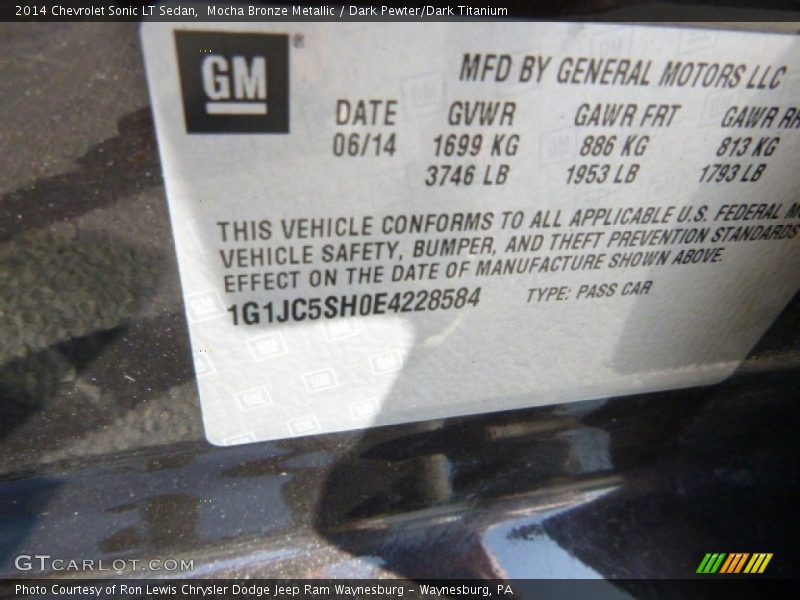 2014 Chevrolet Sonic LT Sedan,  Mocha Bronze Metallic / Dark Pewter/Dark Titanium
GM ®
MFD BY GENERAL MOTORS LLC
DATE GVWR GAWR FRT GAWR RR
06/14 1699 KG 886 KG 813 KG
3746 LB 1953 LB 1793 LB
THIS VEHICLE CONFORMS TO ALL APPLICABLE U.S. FEDERAL
VEHICLE SAFETY, BUMPER, AND THEFT PREVENTION STANDARDS
EFFECT ON THE DATE OF MANUFACTURE SHOWN ABOVE.
1G1JC5SH0E4228584 TYPE: PASS CAR
GTCARLOT.COM
Photo Courtesy of Ron Lewis Chrysler Dodge Jeep Ram Waynesburg – Waynesburg, PA